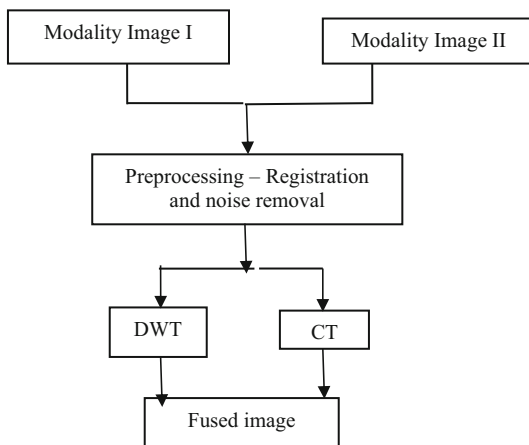 Modality Image I
Modality Image II
Preprocessing – Registration
and noise removal
DWT
CT
Fused image